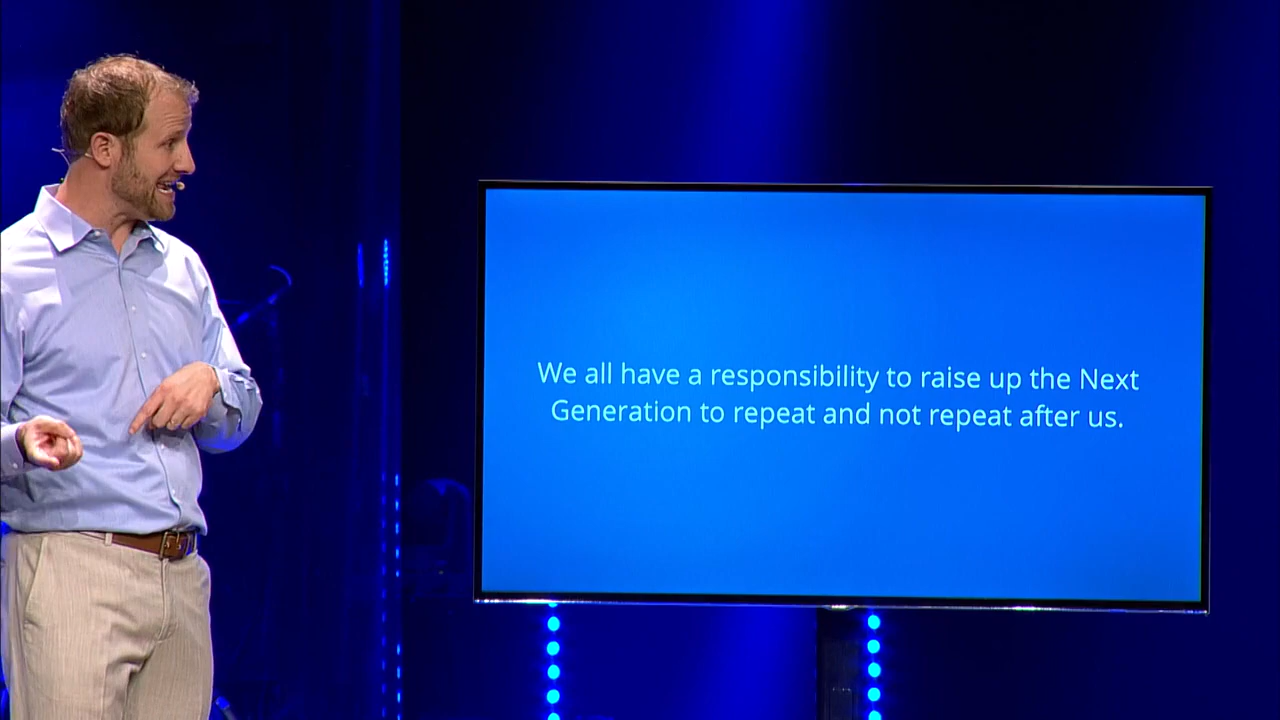 We all have a responsibility to raise up the Next
Generation to repeat and not repeat after us.